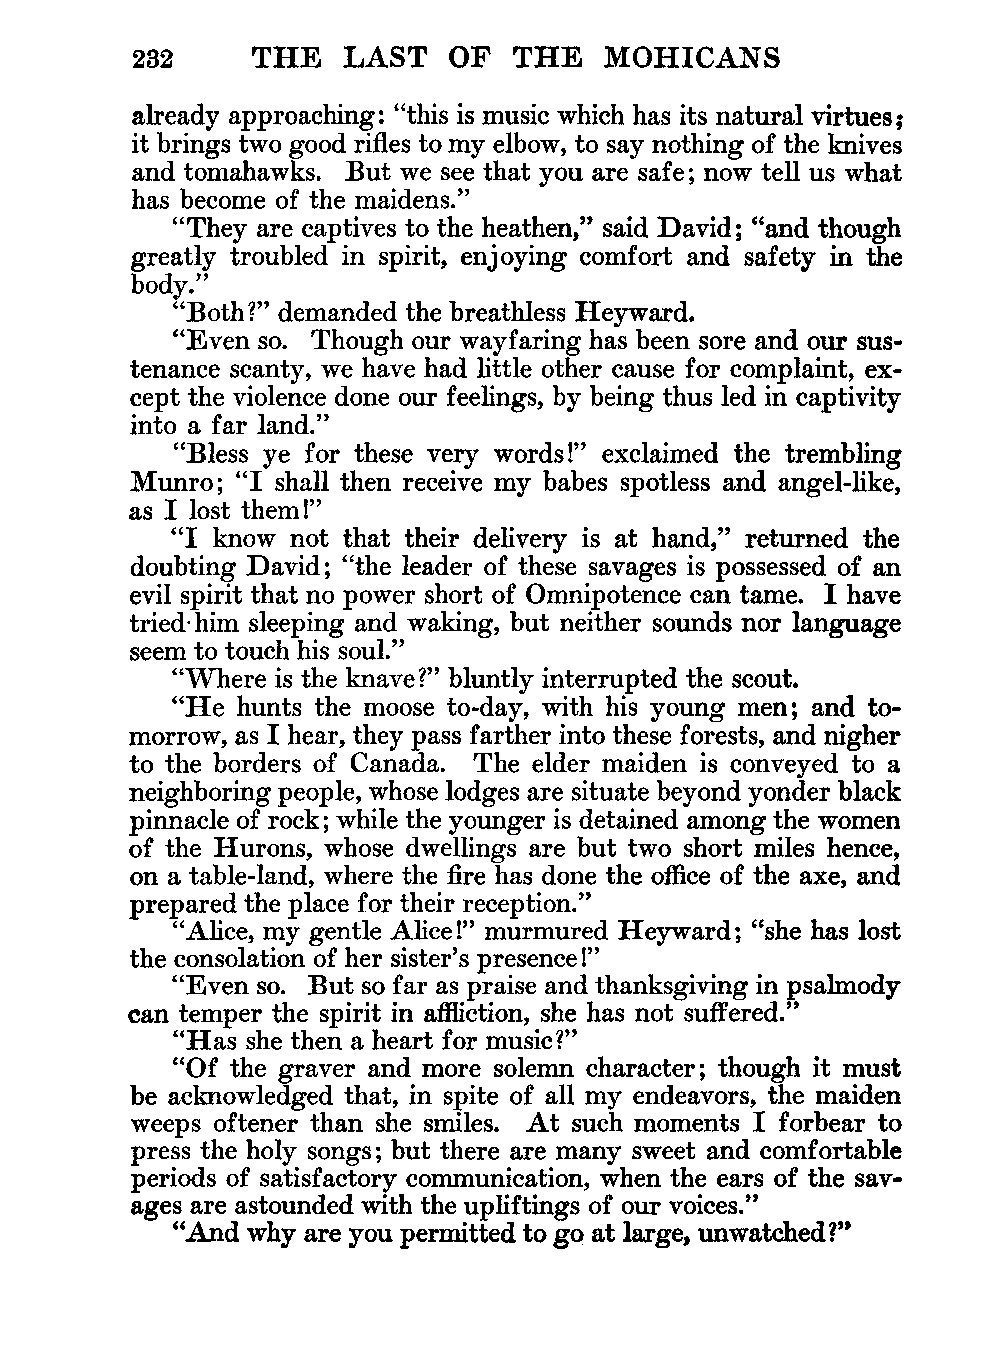 232 THE LAST OF THE MOHICANS
already approaching: “this is music which has its natural virtues;
it brings two good rifles to my elbow, to say nothing of the knives
and tomahawks. But we see that you are safe; now tell us what
has become of the maidens.”
“They are captives to the heathen,” said David; “and though
greatly troubled in spirit, enjoying comfort and safety in the
body.”
“Both?” demanded the breathless Heyward.
“Even so. Though our wayfaring has been sore and our sus-
tenance scanty, we have had little other cause for complaint, ex-
cept the violence done our feelings, by being thus led in captivity
into a far land.”
“Bless ye for these very words!” exclaimed the trembling
Munro; “I shall then receive my babes spotless and angel-like,
as I lost them!”
“I know not that their delivery is at hand,” returned the
doubting David; “the leader of these savages is possessed of an
evil spirit that no power short of Omnipotence can tame. I have
tried him sleeping and waking, but neither sounds nor language
seem to touch his soul.”
“Where is the knave?” bluntly interrupted the scout.
“He hunts the moose to-day, with his young men; and to-
morrow, as I hear, they pass farther into these forests, and nigher
to the borders of Canada. The elder maiden is conveyed to a
neighboring people, whose lodges are situate beyond yonder black
pinnacle of rock; while the younger is detained among the women
of the Hurons, whose dwellings are but two short miles hence,
on a table-land, where the fire has done the office of the axe, and
prepared the place for their reception.”
“Alice, my gentle Alice!” murmured Heyward; “she has lost
the consolation of her sister’s presence!”
“Even so. But so far as praise and thanksgiving in psalmody
can temper the spirit in affliction, she has not suffered.”
“Has she then a heart for music?”
“Of the graver and more solemn character; though it must
be acknowledged that, in spite of all my endeavors, the maiden
weeps oftener than she smiles. At such moments I forbear to
press the holy songs; but there are many sweet and comfortable
periods of satisfactory communication, when the ears of the sav-
ages are astounded with the upliftings of our voices.”
“And why are you permitted to go at large, unwatched?”